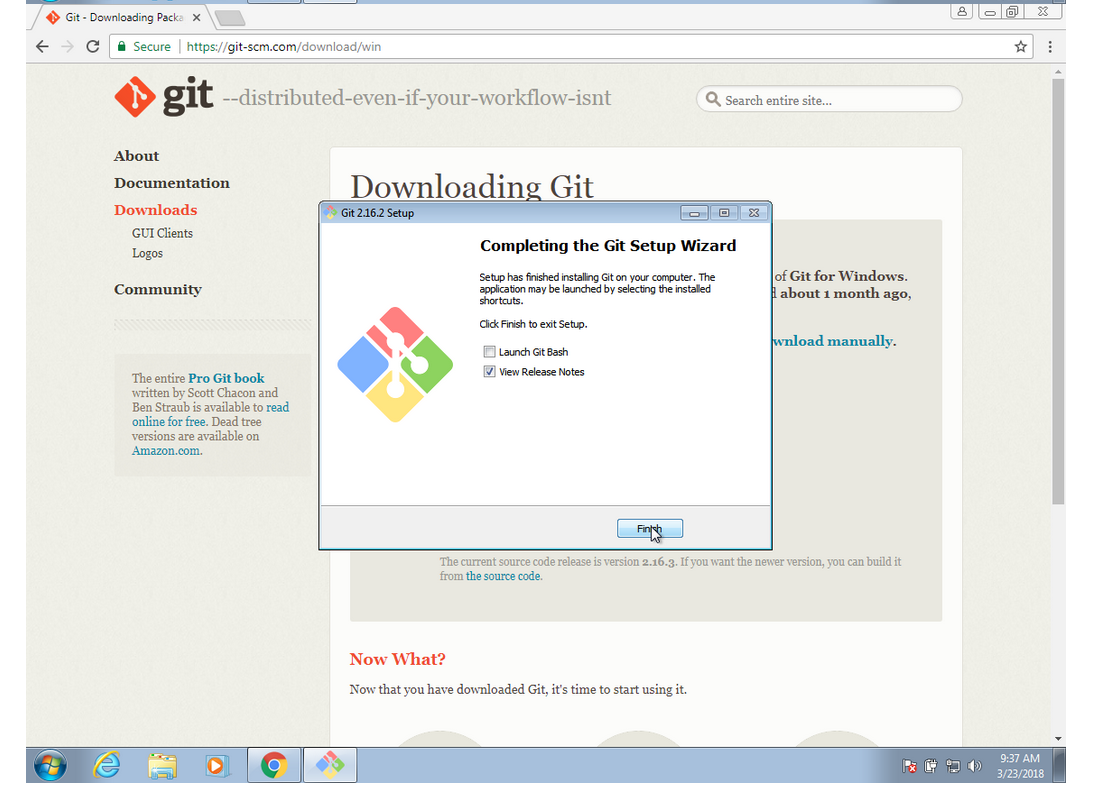 Git - Downloading Packa
Secure
https://git-scm.com/download/win
git --distributed-even-if-your-workflow-isnt
Search entire site...
About
Documentation
Downloads
GUI Clients
Logos
Community
The entire Pro Git book
written by Scott Chacon and
Ben Straub is available to read
online for free. Dead tree
versions are available on
Amazon.com.
Downloading Git
of Git for Windows.
about 1 month ago,
manually.
Git 2.16.2 Setup
Completing the Git Setup Wizard
Setup has finished installing Git on your computer. The
application may be launched by selecting the installed
shortcuts.
Click Finish to exit Setup.
Launch Git Bash
View Release Notes
Finish
The current source code release is version 2.16.3. If you want the newer version, you can build it
from the source code.
Now What?
Now that you have downloaded Git, it's time to start using it.
9:37 AM
3/23/2018